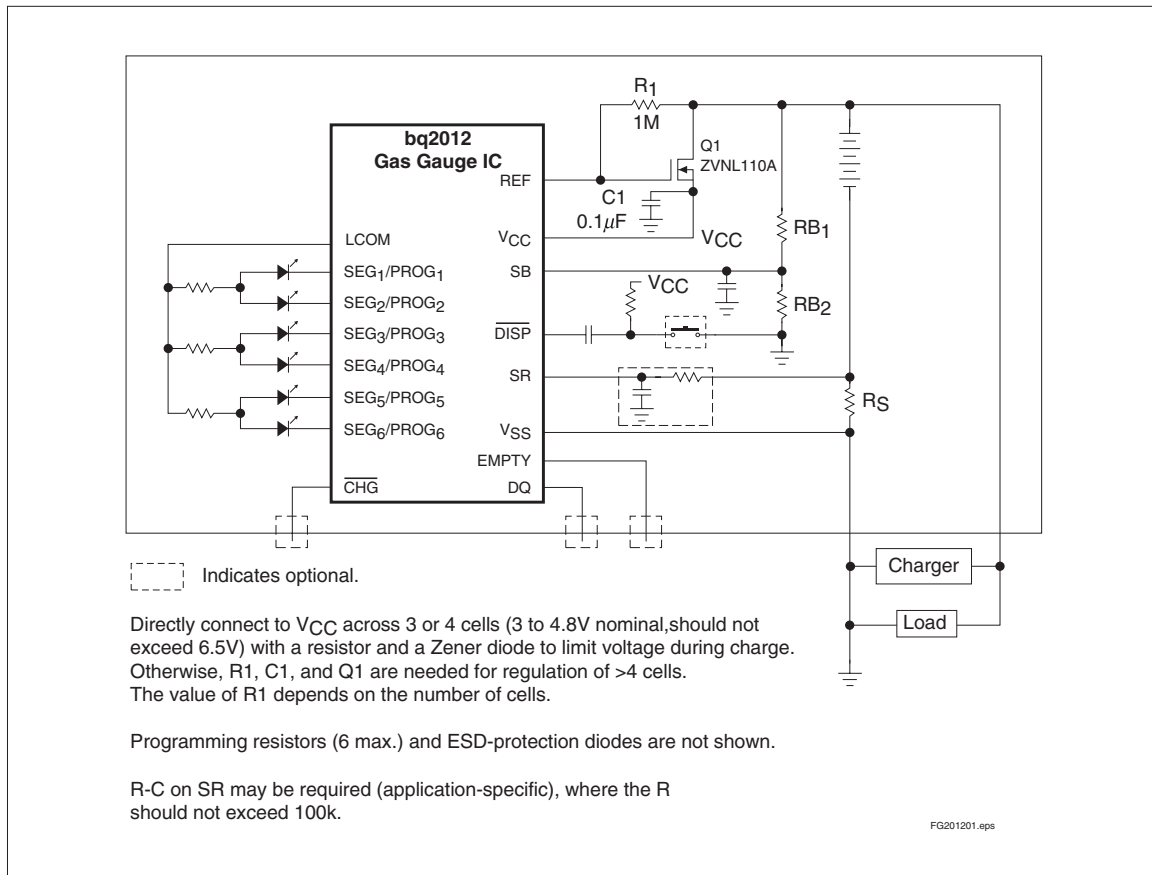 bq2012
Gas Gauge IC
R1
1M
Q1
ZVNL110A
REF
C1
0.1μF
VCC
VCC
RB1
LCOM
SEG1/PROG1
SB
SEG2/PROG2
VCC
RB2
SEG3/PROG3
DISP
SEG4/PROG4
SR
SEG5/PROG5
RS
SEG6/PROG6
VSS
EMPTY
CHG
DQ
Charger
Load
Indicates optional.
Directly connect to VCC across 3 or 4 cells (3 to 4.8V nominal,should not
exceed 6.5V) with a resistor and a Zener diode to limit voltage during charge.
Otherwise, R1, C1, and Q1 are needed for regulation of >4 cells.
The value of R1 depends on the number of cells.
Programming resistors (6 max.) and ESD-protection diodes are not shown.
R-C on SR may be required (application-specific), where the R
should not exceed 100k.
FG201201.eps